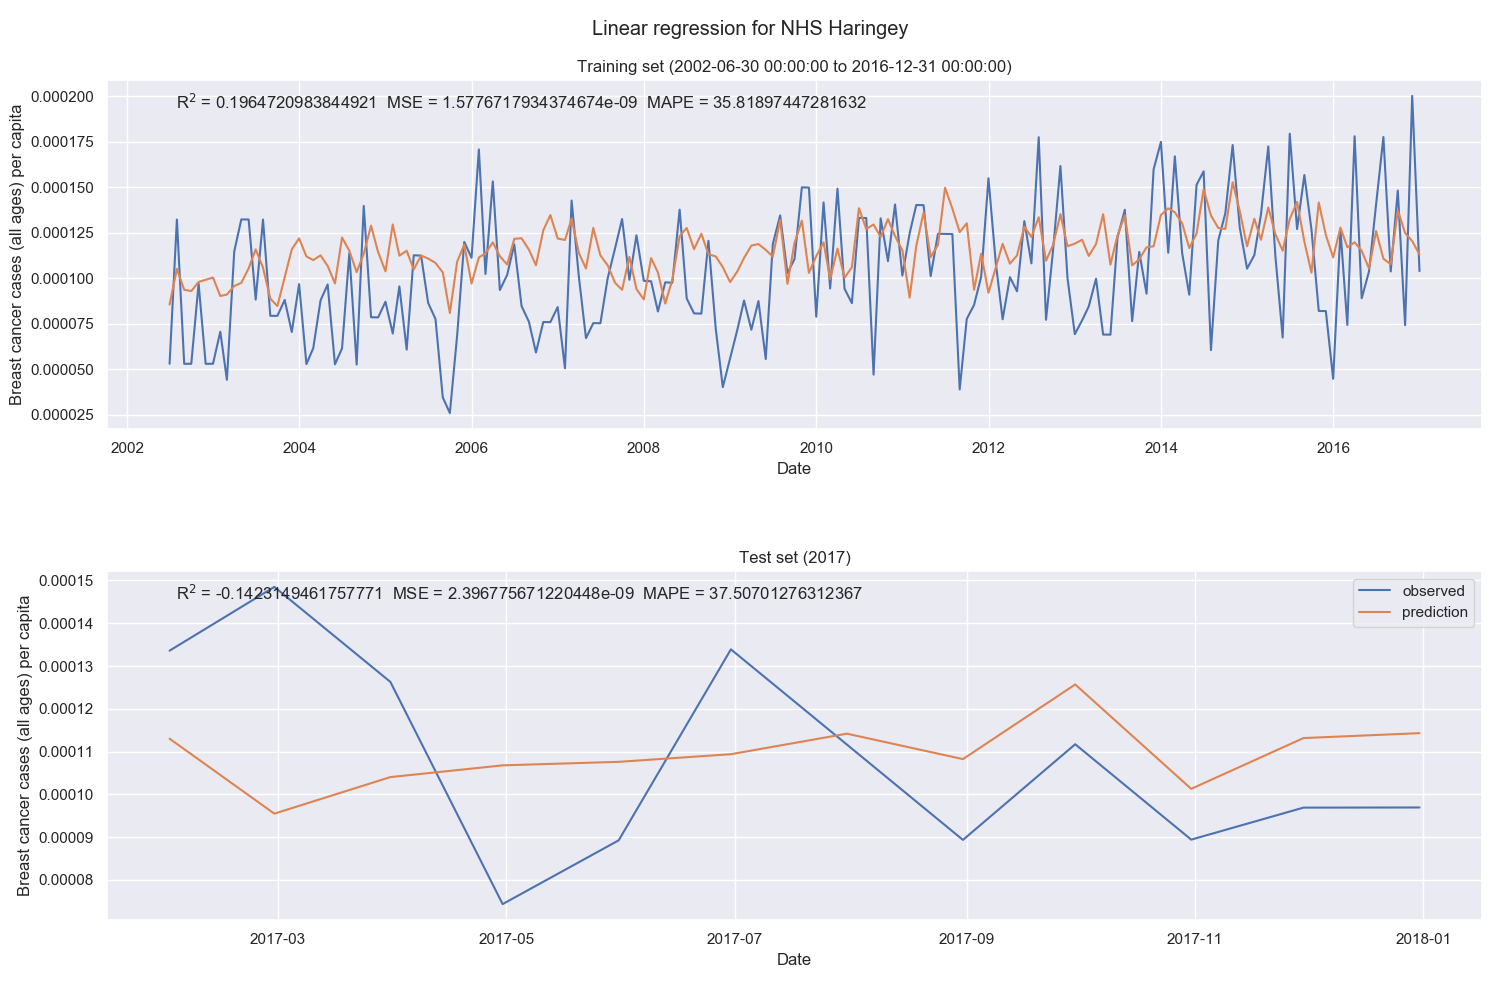 Linear regression for NHS Haringey
Training set (2002-06-30 00:00:00 to 2016-12-31 00:00:00)
R² = 0.1964720983844921 MSE = 1.5776717934374674e-09 MAPE = 35.81897447281632
Breast cancer cases (all ages) per capita
0.000200
0.000175
0.000150
0.000125
0.000100
0.000075
0.000050
0.000025
2002 2004 2006 2008 2010 2012 2014 2016
Date
Test set (2017)
R² = -0.1423149461757771 MSE = 2.396775671220448e-09 MAPE = 37.50701276312367
observed
prediction
Breast cancer cases (all ages) per capita
0.00015
0.00014
0.00013
0.00012
0.00011
0.00010
0.00009
0.00008
2017-03 2017-05 2017-07 2017-09 2017-11 2018-01
Date